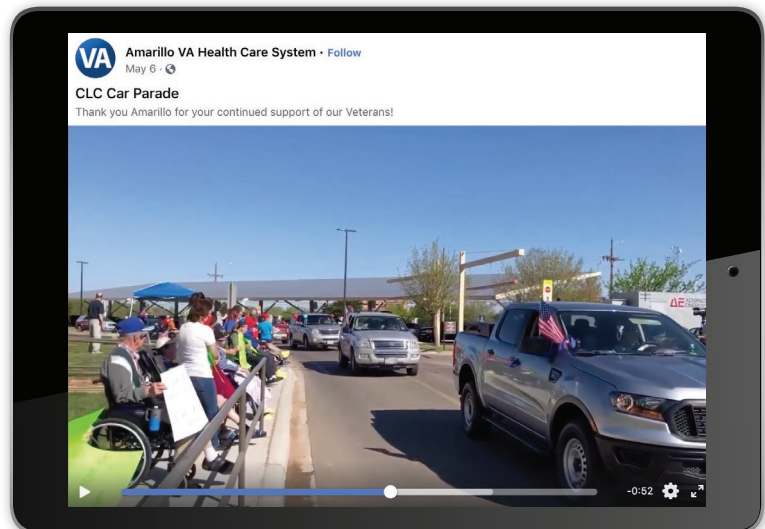 VA
Amarillo VA Health Care System · Follow
May 6 ·
CLC Car Parade
Thank you Amarillo for your continued support of our Veterans!
AE
-0:52